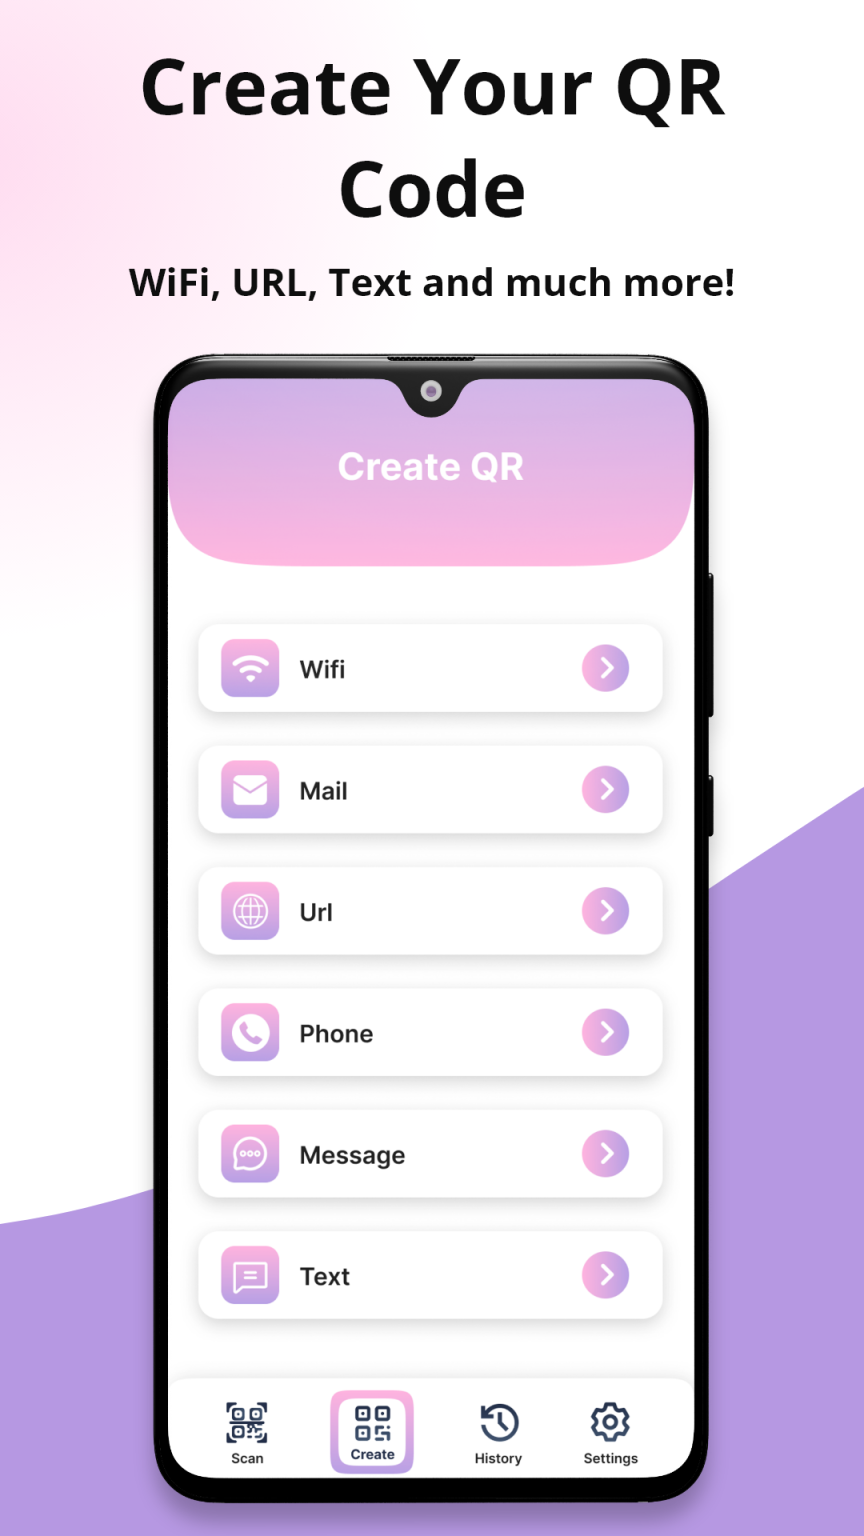 Create Your QR
Code
WiFi, URL, Text and much more!
Create QR
Wifi
Mail
Url
Phone
Message
Text
Scan
Create
History
Settings